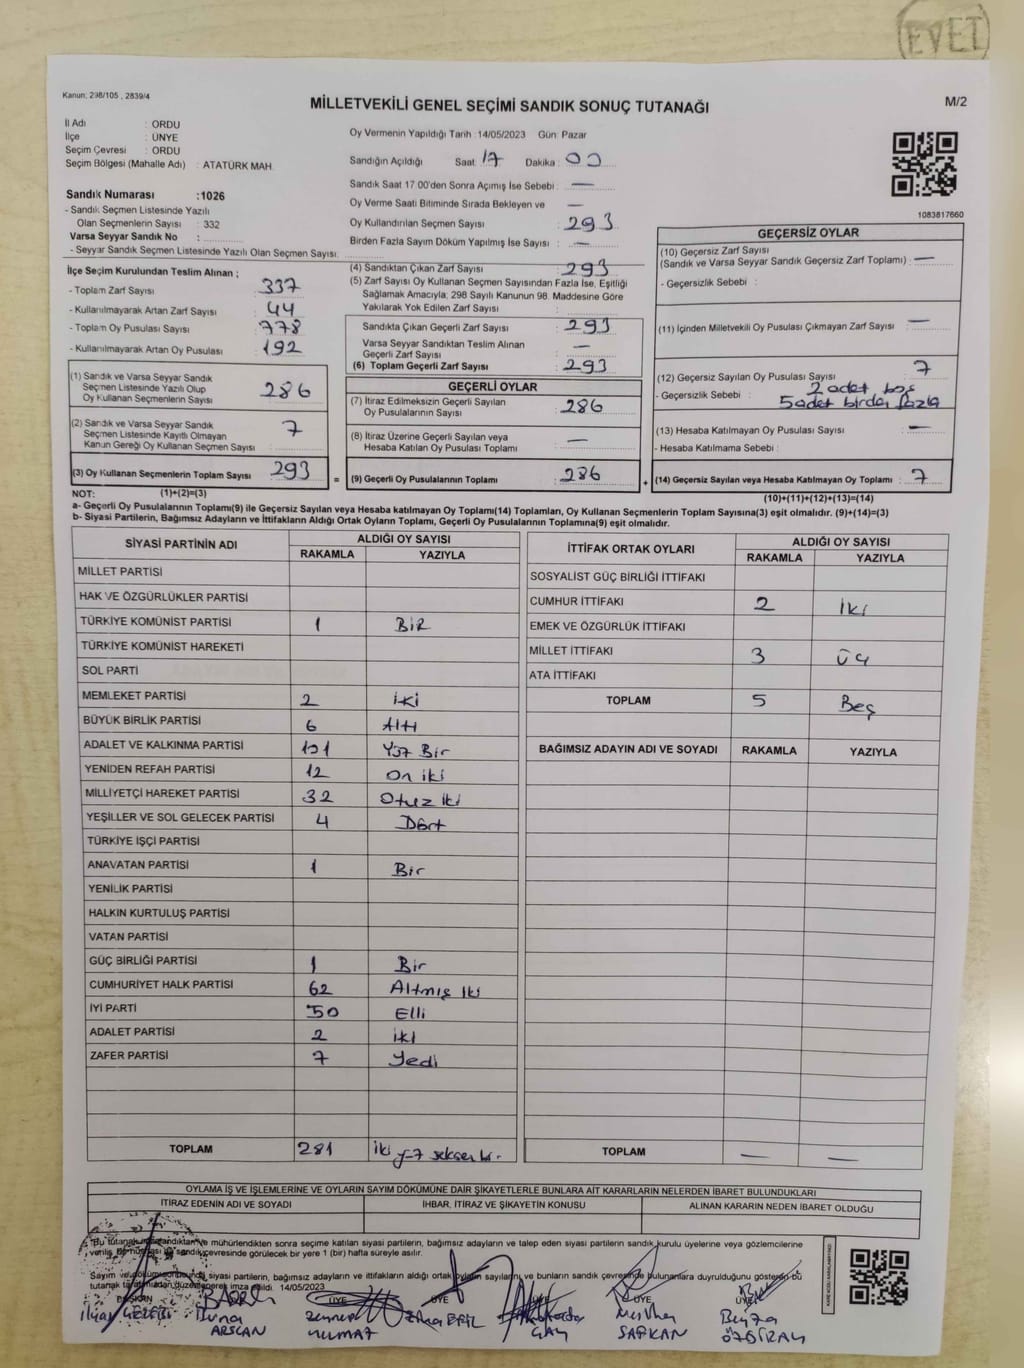 EVET
Kanun: 298/105 , 2839/4
MİLLETVEKİLİ GENEL SEÇİMİ SANDIK SONUÇ TUTANAĞI
M/2
İl Adı : ORDU
İlçe : ÜNYE
Seçim Çevresi : ORDU
Seçim Bölgesi (Mahalle Adı) : ATATÜRK MAH.
Sandık Numarası : 1026
- Sandık Seçmen Listesinde Yazılı
Olan Seçmenlerin Sayısı : 332
Varsa Seyyar Sandık No :
- Seyyar Sandık Seçmen Listesinde Yazılı Olan Seçmen Sayısı:
Oy Vermenin Yapıldığı Tarih :14/05/2023 Gün: Pazar
Sandığın Açıldığı Saat: 17 Dakika: 00
Sandık Saat 17:00'den Sonra Açımış İse Sebebi : —
Oy Verme Saati Bitiminde Sırada Bekleyen ve —
Oy Kullandırılan Seçmen Sayısı : 293
Birden Fazla Sayım Döküm Yapılmış İse Sayısı : —
1083817660
İlçe Seçim Kurulundan Teslim Alınan ;
- Toplam Zarf Sayısı : 337
- Kullanılmayarak Artan Zarf Sayısı : 44
- Toplam Oy Pusulası Sayısı : 778
- Kullanılmayarak Artan Oy Pusulası : 192
(1) Sandık ve Varsa Seyyar Sandık
Seçmen Listesinde Yazılı Olup
Oy Kullanan Seçmenlerin Sayısı : 286
(2) Sandık ve Varsa Seyyar Sandık
Seçmen Listesinde Kayıtlı Olmayan
Kanun Gereği Oy Kullanan Seçmen Sayısı : 7
(3) Oy Kullanan Seçmenlerin Toplam Sayısı : 293
(4) Sandıktan Çıkan Zarf Sayısı : 293
(5) Zarf Sayısı Oy Kullanan Seçmen Sayısından Fazla İse, Eşitliği
Sağlamak Amacıyla; 298 Sayılı Kanunun 98. Maddesine Göre
Yakılarak Yok Edilen Zarf Sayısı :
Sandıkta Çıkan Geçerli Zarf Sayısı : 293
Varsa Seyyar Sandıktan Teslim Alınan
Geçerli Zarf Sayısı : —
(6) Toplam Geçerli Zarf Sayısı : 293
GEÇERLİ OYLAR
(7) İtiraz Edilmeksizin Geçerli Sayılan
Oy Pusulalarının Sayısı : 286
(8) İtiraz Üzerine Geçerli Sayılan veya
Hesaba Katılan Oy Pusulası Toplamı : —
= (9) Geçerli Oy Pusulalarının Toplamı : 286
GEÇERSİZ OYLAR
(10) Geçersiz Zarf Sayısı
(Sandık ve Varsa Seyyar Sandık Geçersiz Zarf Toplamı) : —
- Geçersizlik Sebebi :
(11) İçinden Milletvekili Oy Pusulası Çıkmayan Zarf Sayısı : —
(12) Geçersiz Sayılan Oy Pusulası Sayısı : 7
- Geçersizlik Sebebi : 2 adet boş
5 adet birden fazla
(13) Hesaba Katılmayan Oy Pusulası Sayısı : —
- Hesaba Katılmama Sebebi :
+ (14) Geçersiz Sayılan veya Hesaba Katılmayan Oy Toplamı : 7
NOT: (1)+(2)=(3)
(10)+(11)+(12)+(13)=(14)
a- Geçerli Oy Pusulalarının Toplamı(9) ile Geçersiz Sayılan veya Hesaba katılmayan Oy Toplamı(14) Toplamları, Oy Kullanan Seçmenlerin Toplam Sayısına(3) eşit olmalıdır. (9)+(14)=(3)
b- Siyasi Partilerin, Bağımsız Adayların ve İttifakların Aldığı Ortak Oyların Toplamı, Geçerli Oy Pusulalarının Toplamına(9) eşit olmalıdır.
SİYASİ PARTİNİN ADI ALDIĞI OY SAYISI
RAKAMLA YAZIYLA
MİLLET PARTİSİ
HAK VE ÖZGÜRLÜKLER PARTİSİ
TÜRKİYE KOMÜNİST PARTİSİ 1 BİR
TÜRKİYE KOMÜNİST HAREKETİ
SOL PARTİ
MEMLEKET PARTİSİ 2 iki
BÜYÜK BİRLİK PARTİSİ 6 Altı
ADALET VE KALKINMA PARTİSİ 101 Yüz Bir
YENİDEN REFAH PARTİSİ 12 On iki
MİLLİYETÇİ HAREKET PARTİSİ 32 Otuz iki
YEŞİLLER VE SOL GELECEK PARTİSİ 4 Dört
TÜRKİYE İŞÇİ PARTİSİ
ANAVATAN PARTİSİ 1 Bir
YENİLİK PARTİSİ
HALKIN KURTULUŞ PARTİSİ
VATAN PARTİSİ
GÜÇ BİRLİĞİ PARTİSİ 1 Bir
CUMHURİYET HALK PARTİSİ 62 Altmış iki
İYİ PARTİ 50 Elli
ADALET PARTİSİ 2 iki
ZAFER PARTİSİ 7 Yedi
TOPLAM 281 iki yüz seksen bir
İTTİFAK ORTAK OYLARI ALDIĞI OY SAYISI
RAKAMLA YAZIYLA
SOSYALİST GÜÇ BİRLİĞİ İTTİFAKI
CUMHUR İTTİFAKI 2 İki
EMEK VE ÖZGÜRLÜK İTTİFAKI
MİLLET İTTİFAKI 3 Üç
ATA İTTİFAKI
TOPLAM 5 Beş
BAĞIMSIZ ADAYIN ADI VE SOYADI RAKAMLA YAZIYLA
TOPLAM — —
OYLAMA İŞ VE İŞLEMLERİNE VE OYLARIN SAYIM DÖKÜMÜNE DAİR ŞİKAYETLERLE BUNLARA AİT KARARLARIN NELERDEN İBARET BULUNDUKLARI
İTİRAZ EDENİN ADI VE SOYADI İHBAR, İTİRAZ VE ŞİKAYETİN KONUSU ALINAN KARARIN NEDEN İBARET OLDUĞU
Bu tutanak sandıktan ve mühürlendikten sonra seçime katılan siyasi partilerin, bağımsız adayların ve talep eden siyasi partilerin sandık kurulu üyelerine veya gözlemcilerine
verilir. Bir sandık çevresinde görülecek bir yere 1 (bir) hafta süreyle asılır.
Sayım ve dökümsonunda siyasi partilerin, bağımsız adayların ve ittifakların aldığı ortak oyların sayılarını ve bunların sandık çevresinde bulunanlara duyurulduğunu gösteren bu
tutanak tarafımızdan düzenlenerek imza edildi. 14/05/2023
BAŞKAN ÜYE ÜYE ÜYE ÜYE ÜYE
ARSCAN
Beyza
SAPKAN